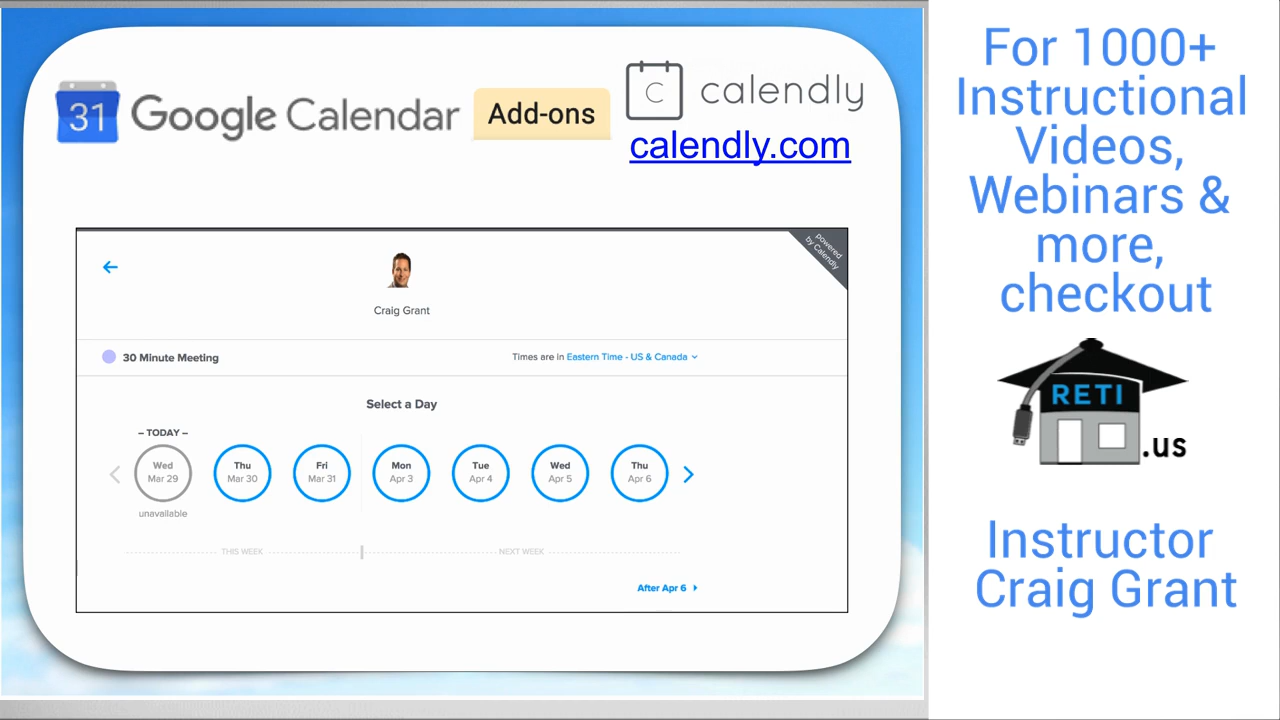 31 Google Calendar
Add-ons
C calendly
calendly.com
powered
by Calendly
Craig Grant
30 Minute Meeting
Times are in Eastern Time - US & Canada
Select a Day
– TODAY –
Wed
Mar 29
Thu
Mar 30
Fri
Mar 31
Mon
Apr 3
Tue
Apr 4
Wed
Apr 5
Thu
Apr 6
unavailable
THIS WEEK
NEXT WEEK
After Apr 6
For 1000+
Instructional
Videos,
Webinars &
more,
checkout
RETI
.us
Instructor
Craig Grant